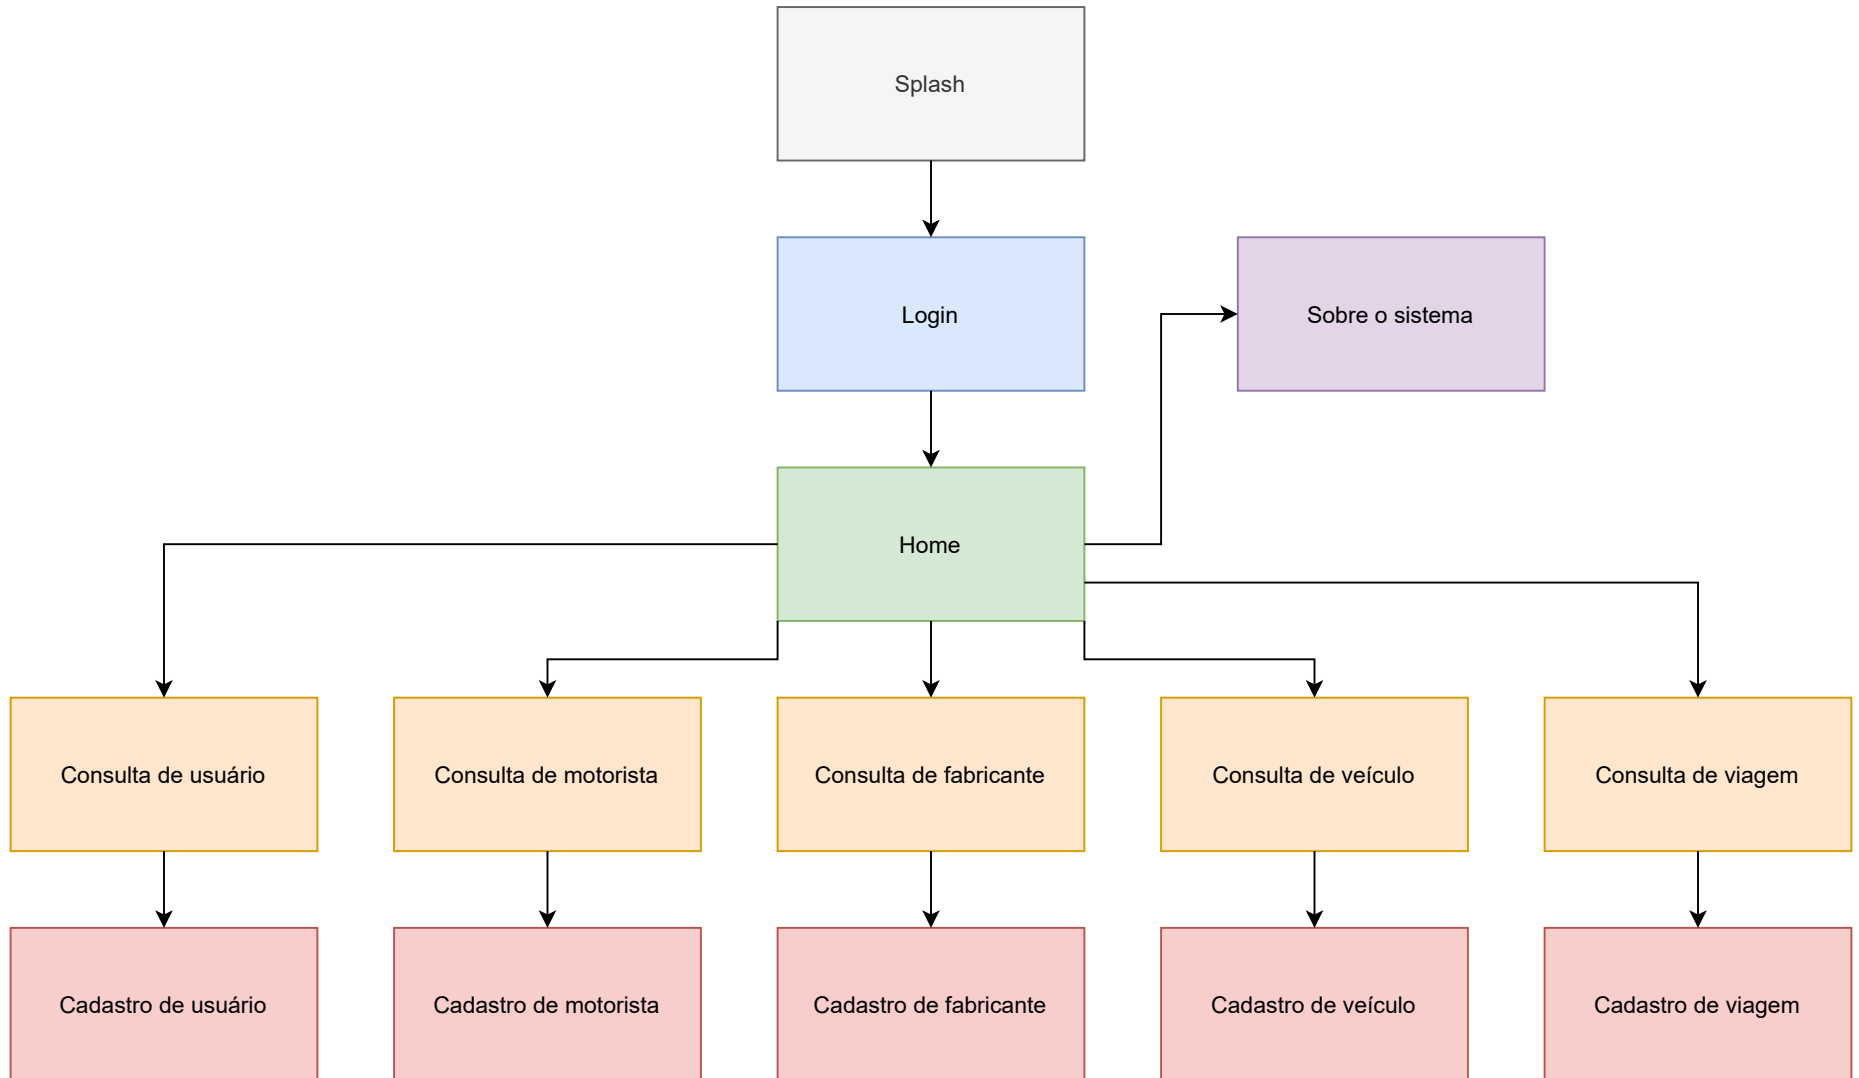 Splash
Login
Sobre o sistema
Home
Consulta de usuário
Consulta de motorista
Consulta de fabricante
Consulta de veículo
Consulta de viagem
Cadastro de usuário
Cadastro de motorista
Cadastro de fabricante
Cadastro de veículo
Cadastro de viagem